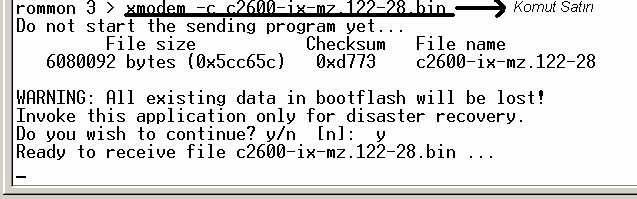 rommon 3 > xmodem -c c2600-ix-mz.122-28.bin Komut Satırı
Do not start the sending program yet...
File size Checksum File name
6080092 bytes (0x5cc65c) 0xd773 c2600-ix-mz.122-28
WARNING: All existing data in bootflash will be lost!
Invoke this application only for disaster recovery.
Do you wish to continue? y/n [n]: y
Ready to receive file c2600-ix-mz.122-28.bin ...
_